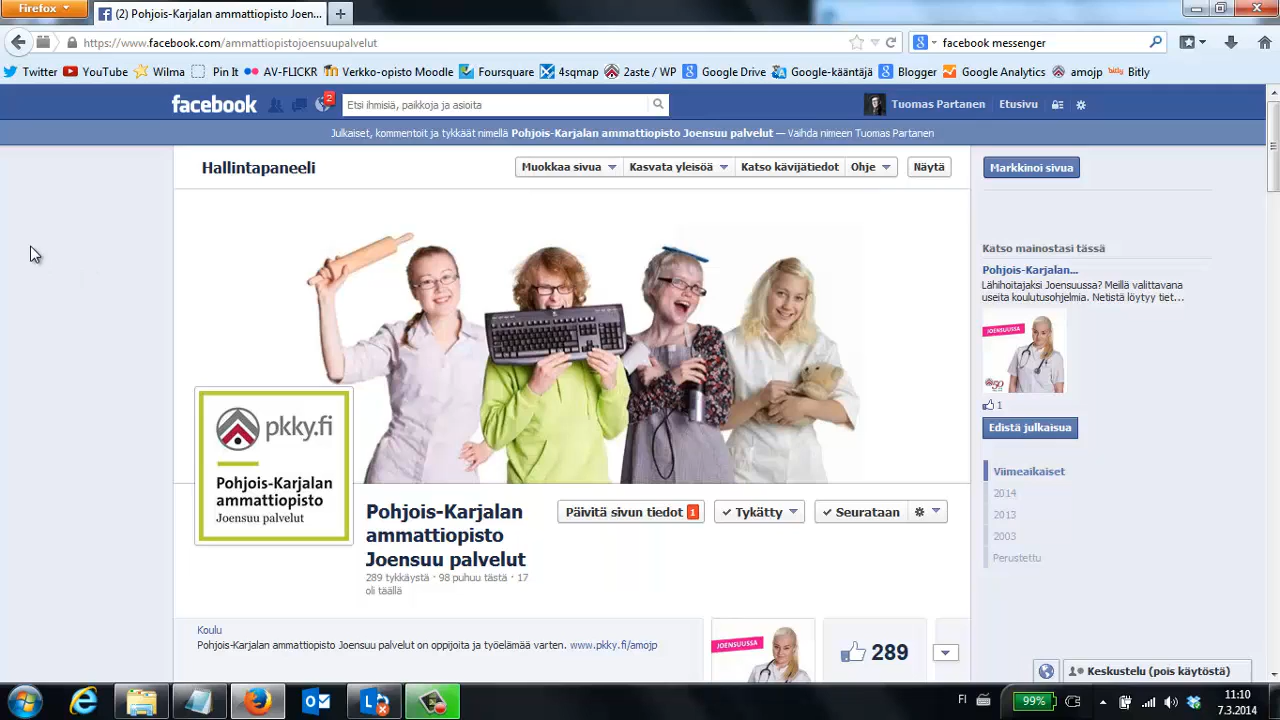 Firefox
(2) Pohjois-Karjalan ammattiopisto Joen...
https://www.facebook.com/ammattiopistojoensuupalvelut
facebook messenger
Twitter YouTube Wilma Pin It AV-FLICKR Verkko-opisto Moodle Foursquare 4sqmap 2aste / WP Google Drive Google-kääntäjä Blogger Google Analytics amojp bitly Bitly
facebook 2 Etsi ihmisiä, paikkoja ja asioita Tuomas Partanen Etusivu
Julkaiset, kommentoit ja tykkäät nimellä Pohjois-Karjalan ammattiopisto Joensuu palvelut — Vaihda nimeen Tuomas Partanen
Hallintapaneeli Muokkaa sivua Kasvata yleisöä Katso kävijätiedot Ohje Näytä
Markkinoi sivua
Katso mainostasi tässä
Pohjois-Karjalan...
Lähihoitajaksi Joensuussa? Meillä valittavana
useita koulutusohjelmia. Netistä löytyy tiet...
JOENSUUSSA
1
Edistä julkaisua
Viimeaikaiset
2014
2013
2003
Perustettu
pkky.fi
Pohjois-Karjalan
ammattiopisto
Joensuu palvelut
Pohjois-Karjalan
ammattiopisto
Joensuu palvelut
289 tykkäystä · 98 puhuu tästä · 17
oli täällä
Päivitä sivun tiedot 1 Tykätty Seurataan
Koulu
Pohjois-Karjalan ammattiopisto Joensuu palvelut on oppijoita ja työelämää varten. www.pkky.fi/amojp
JOENSUUSSA
289
Keskustelu (pois käytöstä)
FI 99% 11:10
7.3.2014